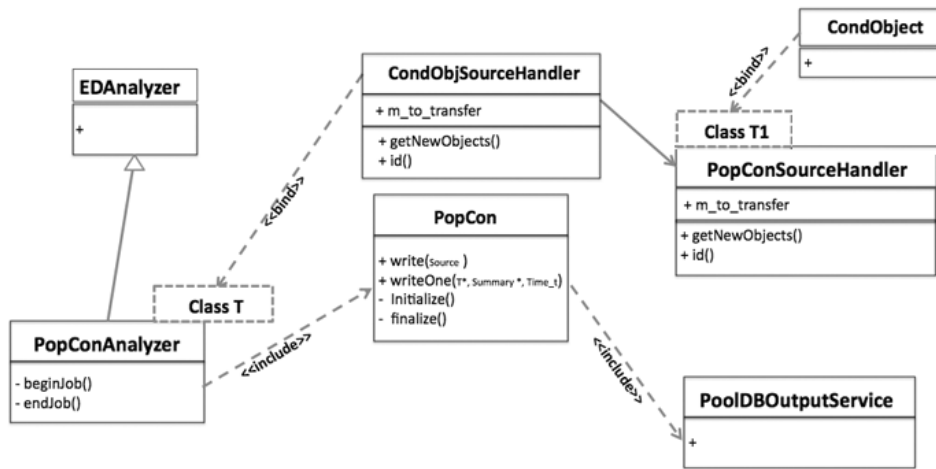 CondObject
+
<<bind>>
EDAnalyzer
+
CondObjSourceHandler
+ m_to_transfer
+ getNewObjects()
+ id()
Class T1
PopConSourceHandler
+ m_to_transfer
+ getNewObjects()
+ id()
<<bind>>
PopCon
+ write(Source )
+ writeOne(T*, Summary *, Time_t)
- Initialize()
- finalize()
Class T
PopConAnalyzer
- beginJob()
- endJob()
<<include>>
<<include>>
PoolDBOutputService
+